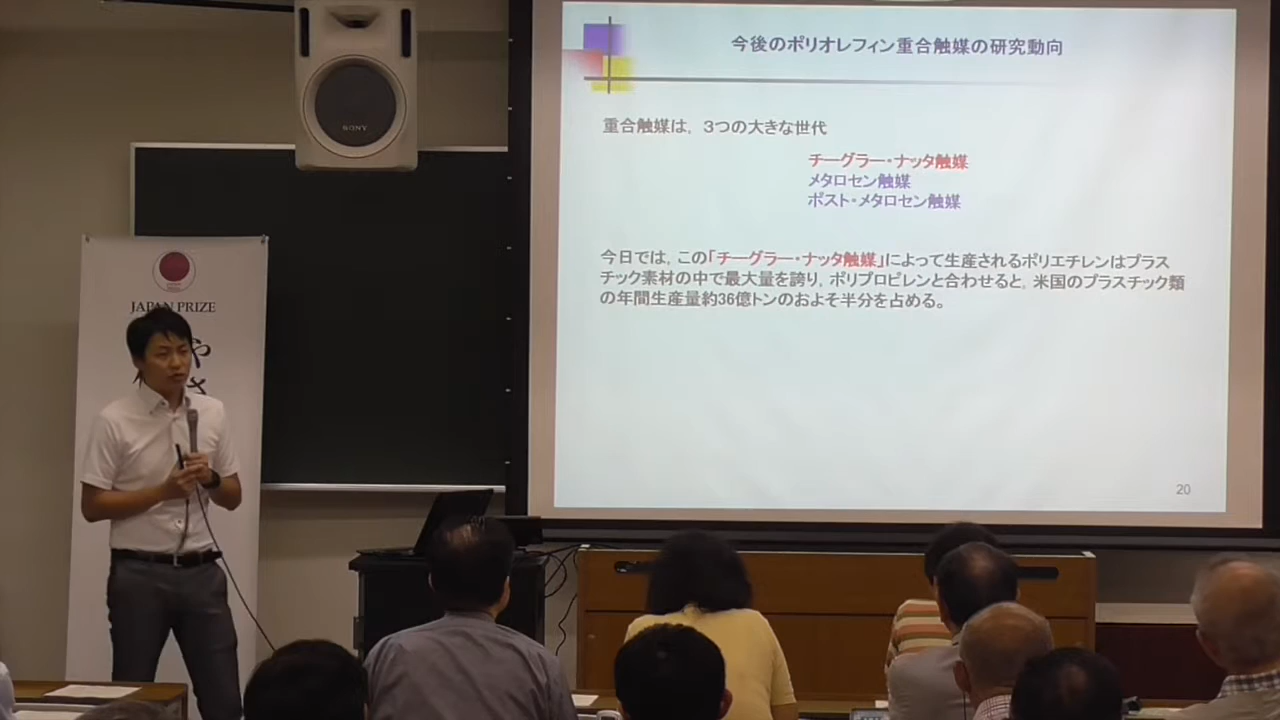 SONY
今後のポリオレフィン重合触媒の研究動向
重合触媒は，３つの大きな世代
チーグラー・ナッタ触媒
メタロセン触媒
ポスト・メタロセン触媒
今日では，この「チーグラー・ナッタ触媒」によって生産されるポリエチレンはプラス
チック素材の中で最大量を誇り，ポリプロピレンと合わせると，米国のプラスチック類
の年間生産量約36億トンのおよそ半分を占める。
20
JAPAN PRIZE
やさ